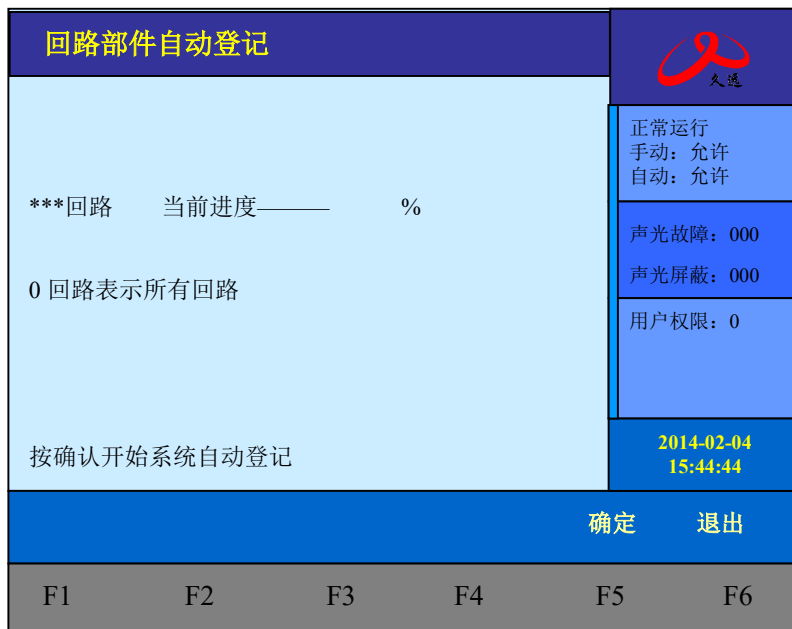 回路部件自动登记
久远
正常运行
手动：允许
自动：允许
***回路 当前进度——— %
声光故障：000
声光屏蔽：000
0 回路表示所有回路
用户权限：0
按确认开始系统自动登记
2014-02-04
15:44:44
确定 退出
F1 F2 F3 F4 F5 F6